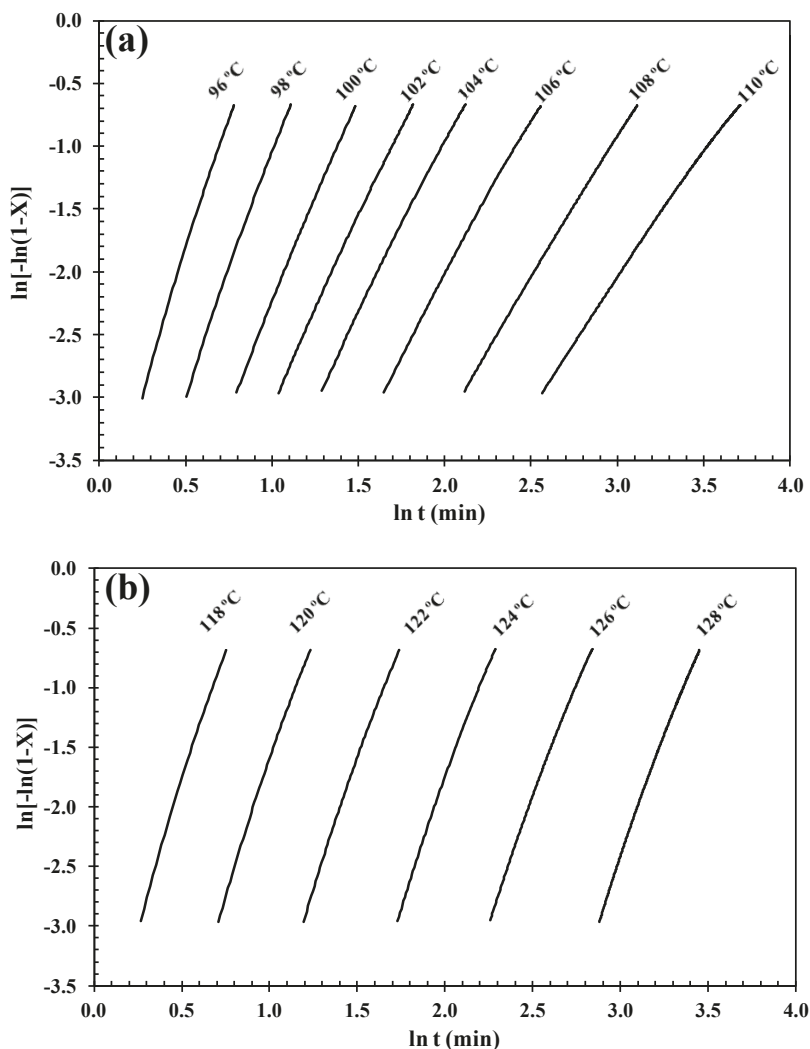 (a)
96 °C
98 °C
100 °C
102 °C
104 °C
106 °C
108 °C
110 °C
0.0
-0.5
-1.0
-1.5
-2.0
-2.5
-3.0
-3.5
ln[-ln(1-X)]
0.0 0.5 1.0 1.5 2.0 2.5 3.0 3.5 4.0
ln t (min)
(b)
118 °C
120 °C
122 °C
124 °C
126 °C
128 °C
0.0
-0.5
-1.0
-1.5
-2.0
-2.5
-3.0
-3.5
ln[-ln(1-X)]
0.0 0.5 1.0 1.5 2.0 2.5 3.0 3.5 4.0
ln t (min)